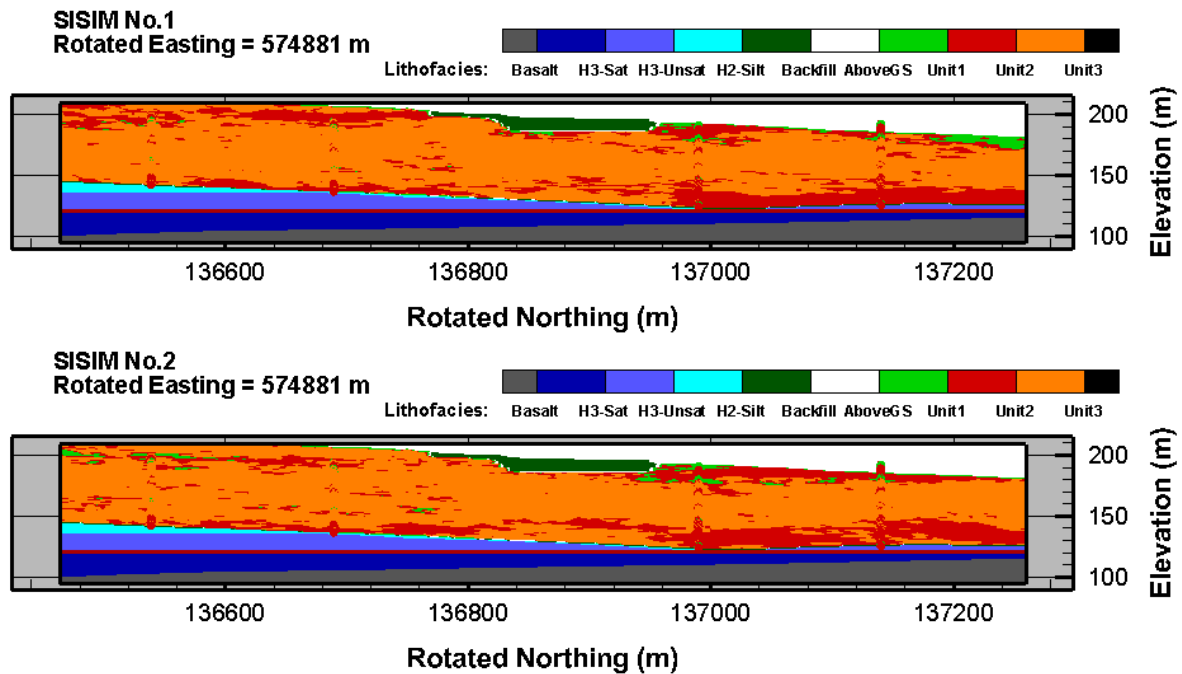 SISIM No.1
Rotated Easting = 574881 m
Lithofacies: Basalt H3-Sat H3-Unsat H2-Silt Backfill AboveGS Unit1 Unit2 Unit3
200
150
100
Elevation (m)
136600 136800 137000 137200
Rotated Northing (m)
SISIM No.2
Rotated Easting = 574881 m
Lithofacies: Basalt H3-Sat H3-Unsat H2-Silt Backfill AboveGS Unit1 Unit2 Unit3
200
150
100
Elevation (m)
136600 136800 137000 137200
Rotated Northing (m)